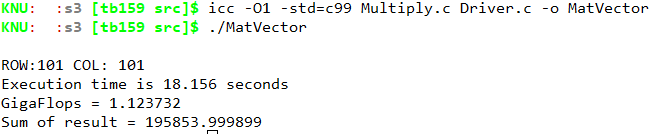 KNU:  :s3 [tb159 src]$ icc -O1 -std=c99 Multiply.c Driver.c -o MatVector
KNU:  :s3 [tb159 src]$ ./MatVector
ROW:101 COL: 101
Execution time is 18.156 seconds
GigaFlops = 1.123732
Sum of result = 195853.999899